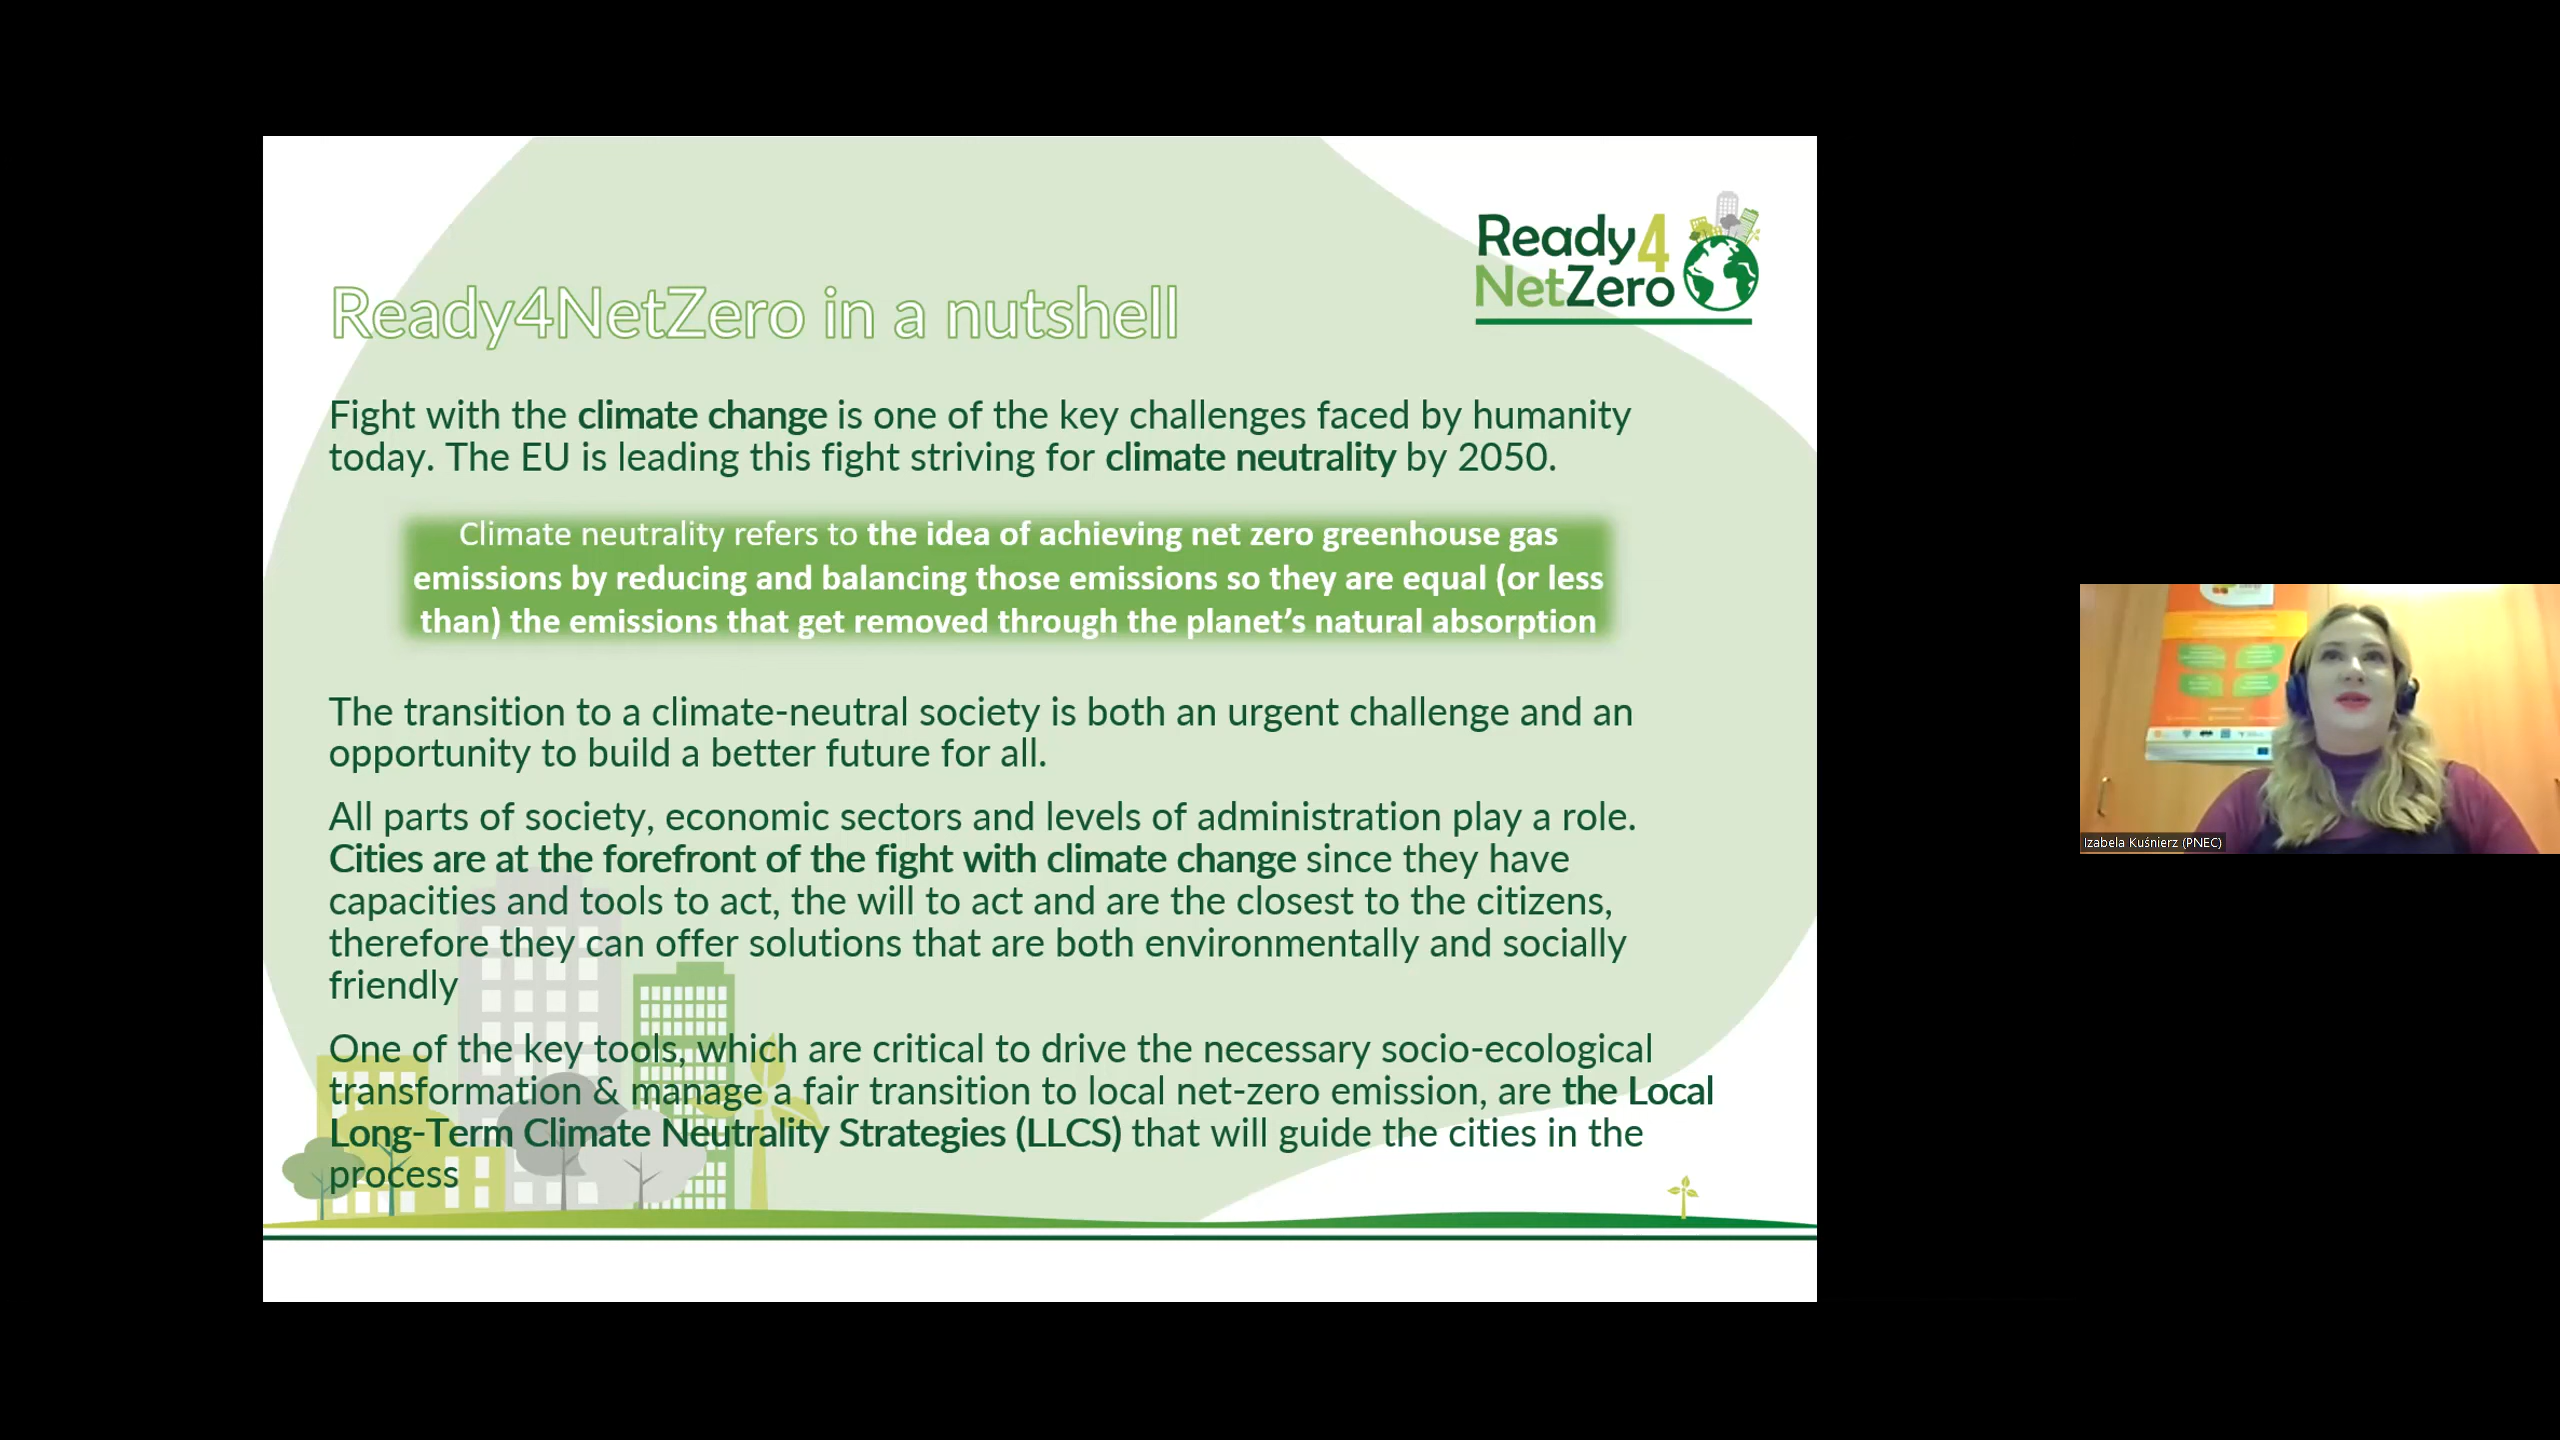 Ready4
NetZero
Ready4NetZero in a nutshell
Fight with the climate change is one of the key challenges faced by humanity
today. The EU is leading this fight striving for climate neutrality by 2050.
Climate neutrality refers to the idea of achieving net zero greenhouse gas
emissions by reducing and balancing those emissions so they are equal (or less
than) the emissions that get removed through the planet’s natural absorption
The transition to a climate-neutral society is both an urgent challenge and an
opportunity to build a better future for all.
All parts of society, economic sectors and levels of administration play a role.
Cities are at the forefront of the fight with climate change since they have
capacities and tools to act, the will to act and are the closest to the citizens,
therefore they can offer solutions that are both environmentally and socially
friendly
One of the key tools, which are critical to drive the necessary socio-ecological
transformation & manage a fair transition to local net-zero emission, are the Local
Long-Term Climate Neutrality Strategies (LLCS) that will guide the cities in the
process
Izabela Kuśnierz (PNEC)